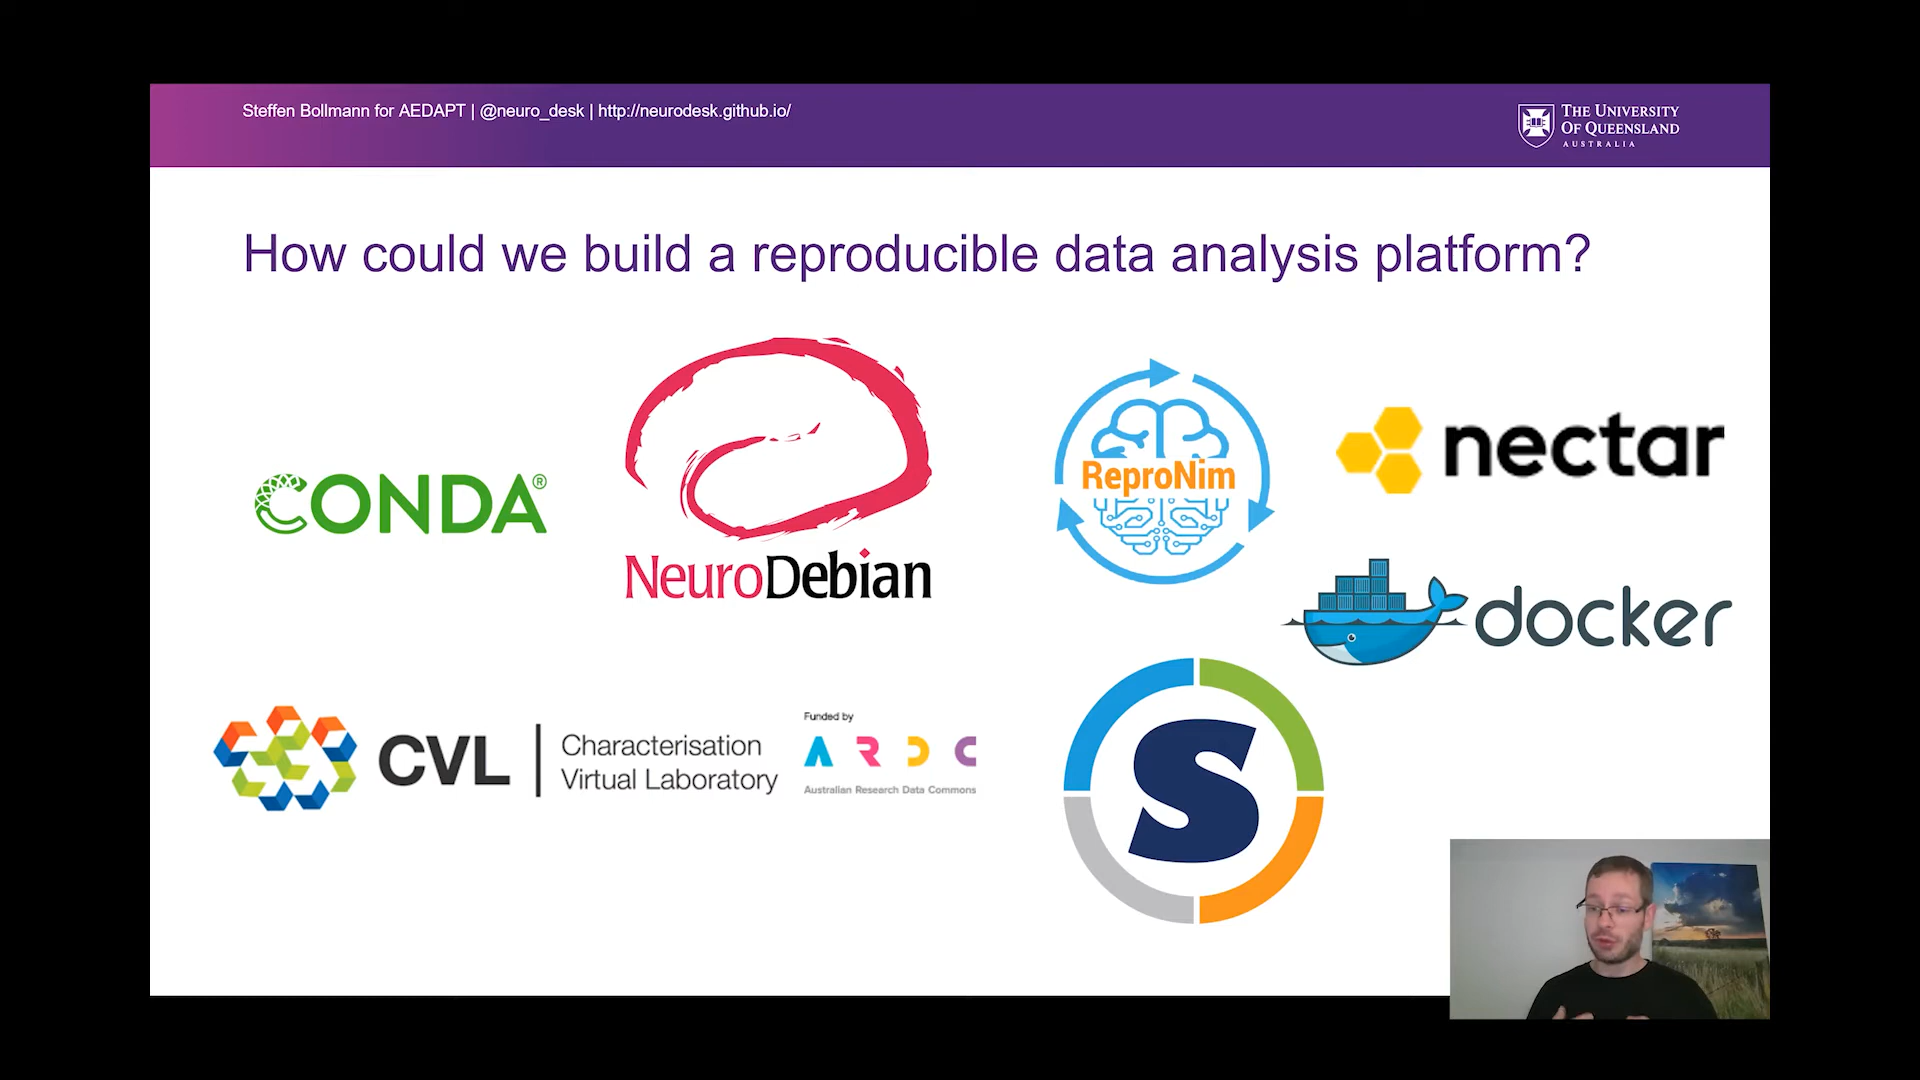 Steffen Bollmann for AEDAPT | @neuro_desk | http://neurodesk.github.io/
THE UNIVERSITY
OF QUEENSLAND
AUSTRALIA
How could we build a reproducible data analysis platform?
CONDA®
NeuroDebian
ReproNim
nectar
docker
CVL
Characterisation
Virtual Laboratory
Funded by
ARDC
Australian Research Data Commons
S